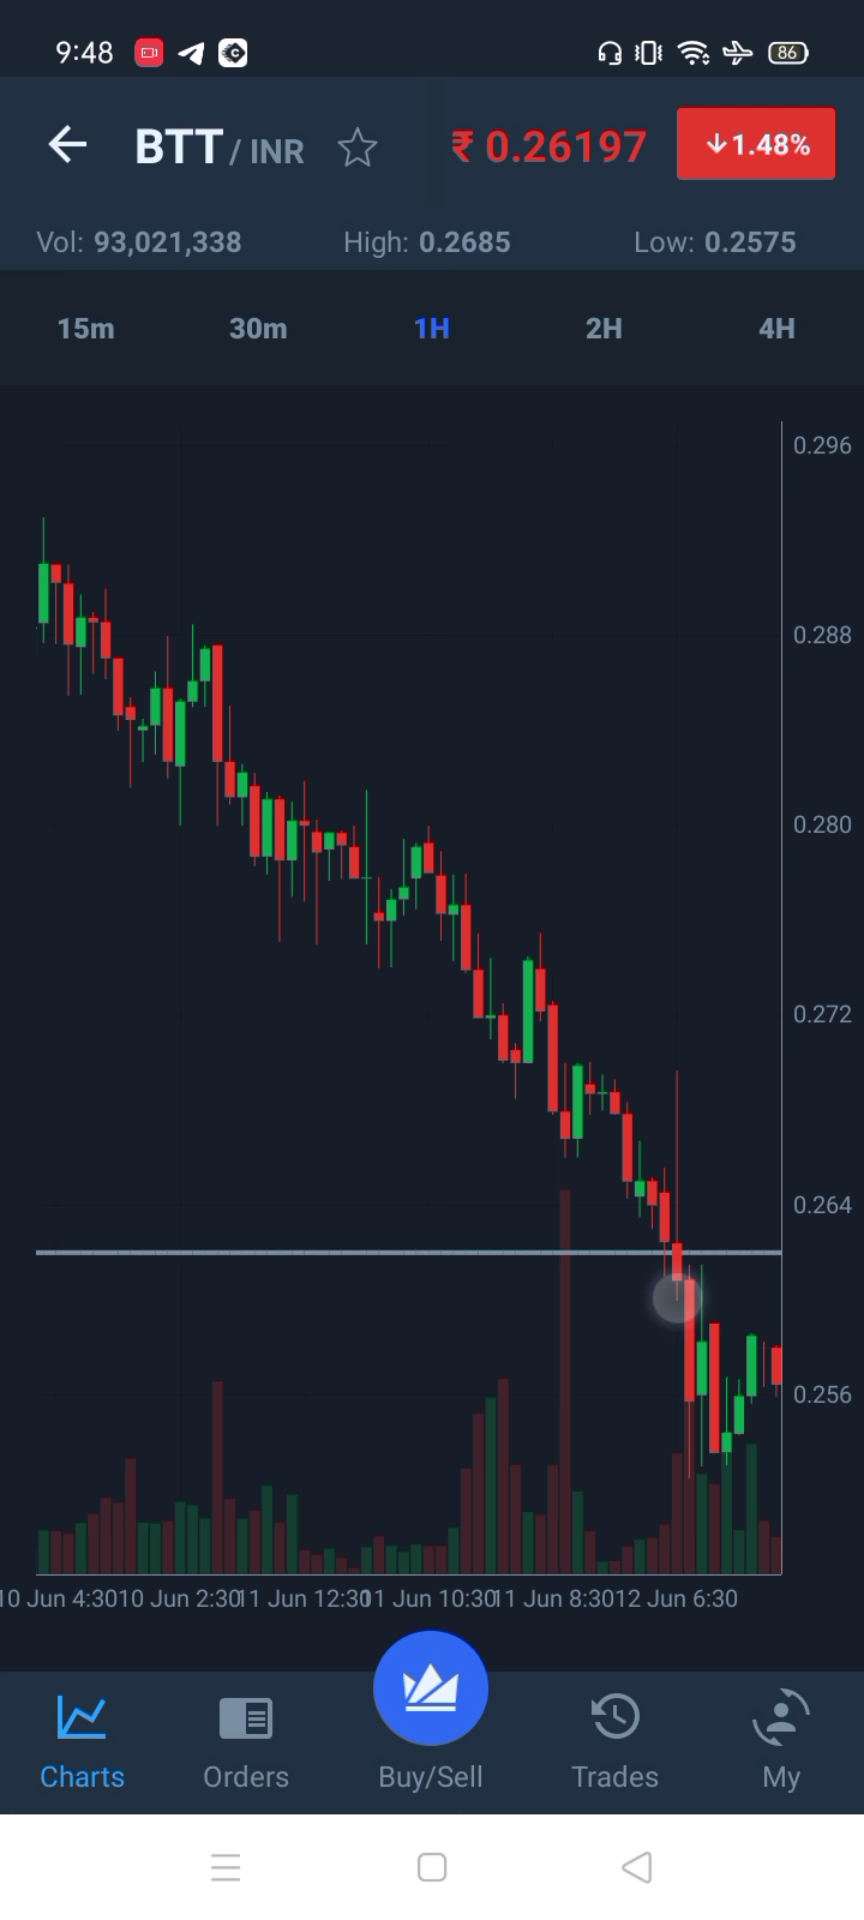 9:48 86
BTT / INR ₹ 0.26197 ↓1.48%
Vol: 93,021,338 High: 0.2685 Low: 0.2575
15m 30m 1H 2H 4H
0.296
0.288
0.280
0.272
0.264
0.256
10 Jun 4:30 10 Jun 2:30 11 Jun 12:30 11 Jun 10:30 11 Jun 8:30 12 Jun 6:30
Charts Orders Buy/Sell Trades My